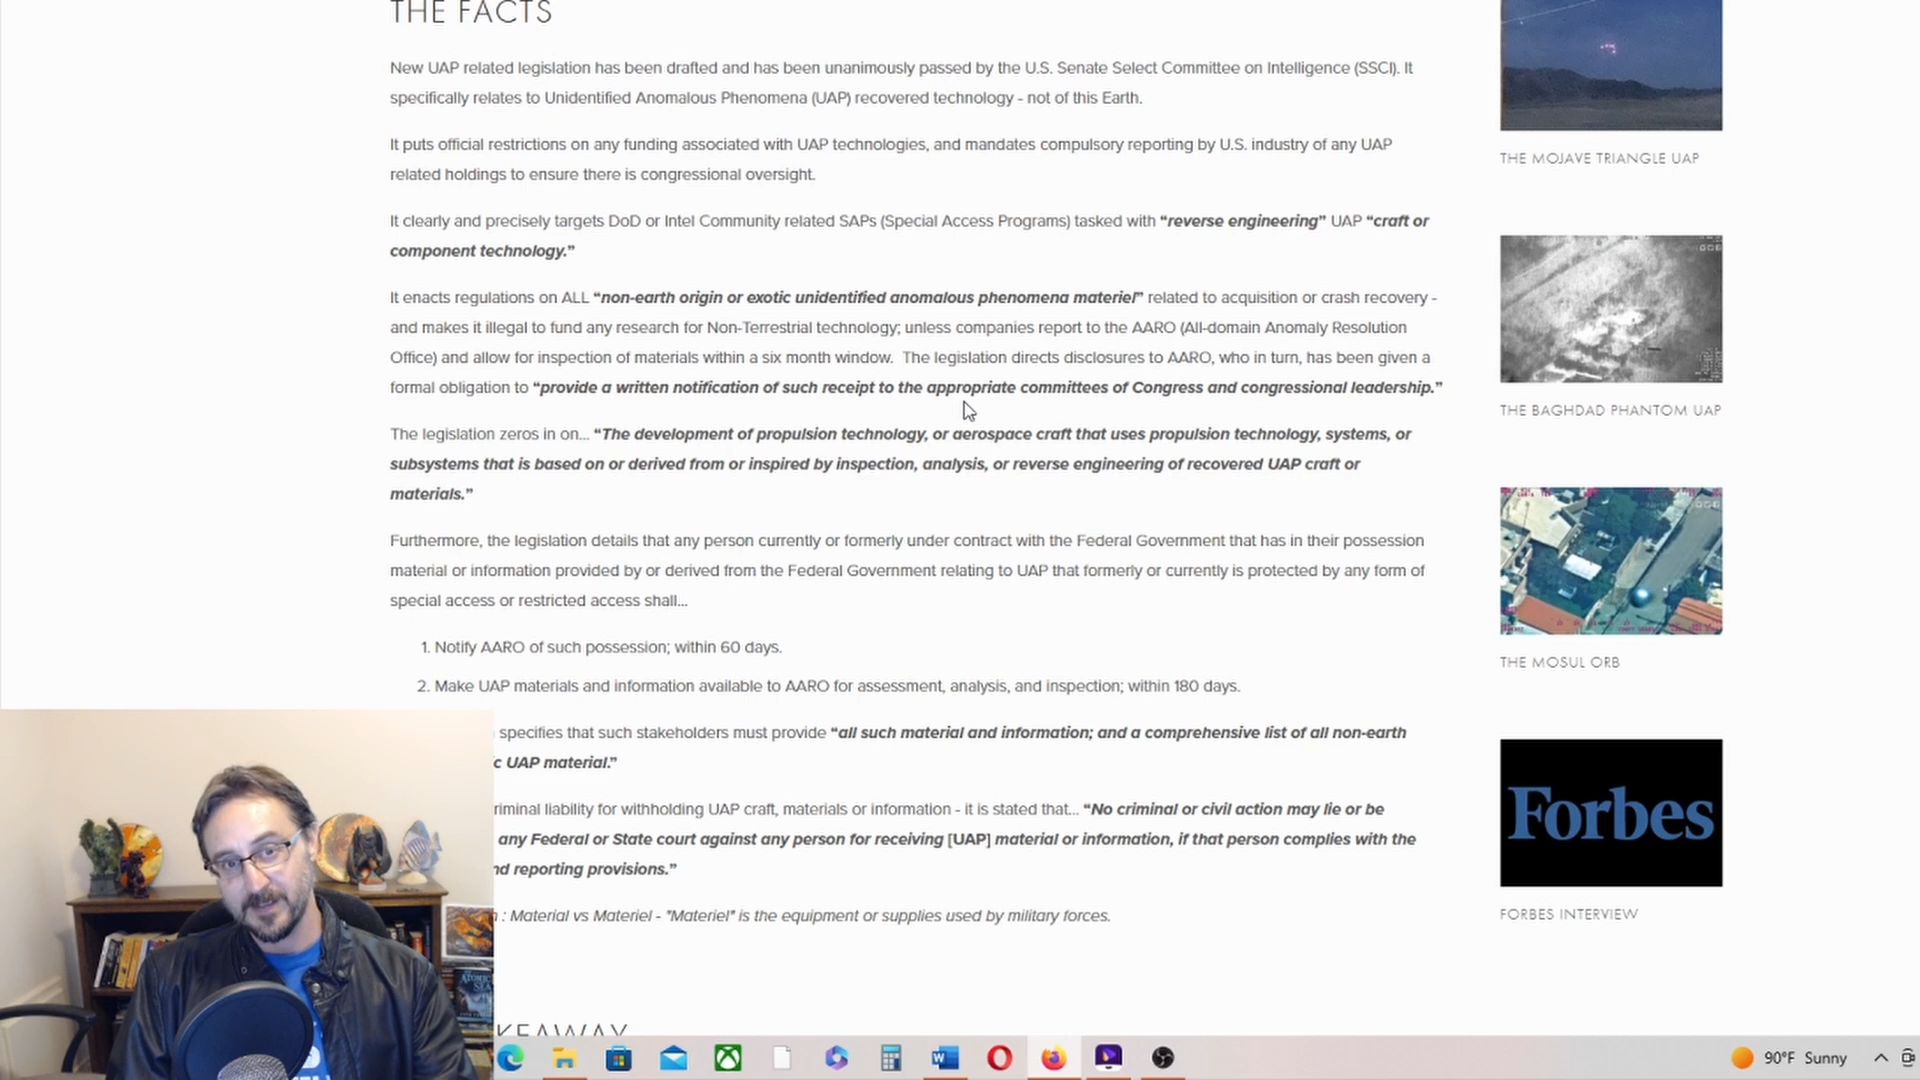 THE FACTS
New UAP related legislation has been drafted and has been unanimously passed by the U.S. Senate Select Committee on Intelligence (SSCI). It
specifically relates to Unidentified Anomalous Phenomena (UAP) recovered technology - not of this Earth.
It puts official restrictions on any funding associated with UAP technologies, and mandates compulsory reporting by U.S. industry of any UAP
related holdings to ensure there is congressional oversight.
It clearly and precisely targets DoD or Intel Community related SAPs (Special Access Programs) tasked with “reverse engineering” UAP “craft or
component technology.”
It enacts regulations on ALL “non-earth origin or exotic unidentified anomalous phenomena materiel” related to acquisition or crash recovery -
and makes it illegal to fund any research for Non-Terrestrial technology; unless companies report to the AARO (All-domain Anomaly Resolution
Office) and allow for inspection of materials within a six month window. The legislation directs disclosures to AARO, who in turn, has been given a
formal obligation to “provide a written notification of such receipt to the appropriate committees of Congress and congressional leadership.”
The legislation zeros in on... “The development of propulsion technology, or aerospace craft that uses propulsion technology, systems, or
subsystems that is based on or derived from or inspired by inspection, analysis, or reverse engineering of recovered UAP craft or
materials.”
Furthermore, the legislation details that any person currently or formerly under contract with the Federal Government that has in their possession
material or information provided by or derived from the Federal Government relating to UAP that formerly or currently is protected by any form of
special access or restricted access shall...
1. Notify AARO of such possession; within 60 days.
2. Make UAP materials and information available to AARO for assessment, analysis, and inspection; within 180 days.
specifies that such stakeholders must provide “all such material and information; and a comprehensive list of all non-earth
c UAP material.”
riminal liability for withholding UAP craft, materials or information - it is stated that... “No criminal or civil action may lie or be
any Federal or State court against any person for receiving [UAP] material or information, if that person complies with the
nd reporting provisions.”
: Material vs Materiel - "Materiel" is the equipment or supplies used by military forces.
KEAWAY
THE MOJAVE TRIANGLE UAP
THE BAGHDAD PHANTOM UAP
THE MOSUL ORB
Forbes
FORBES INTERVIEW
ATOMIC
SEA
90°F Sunny